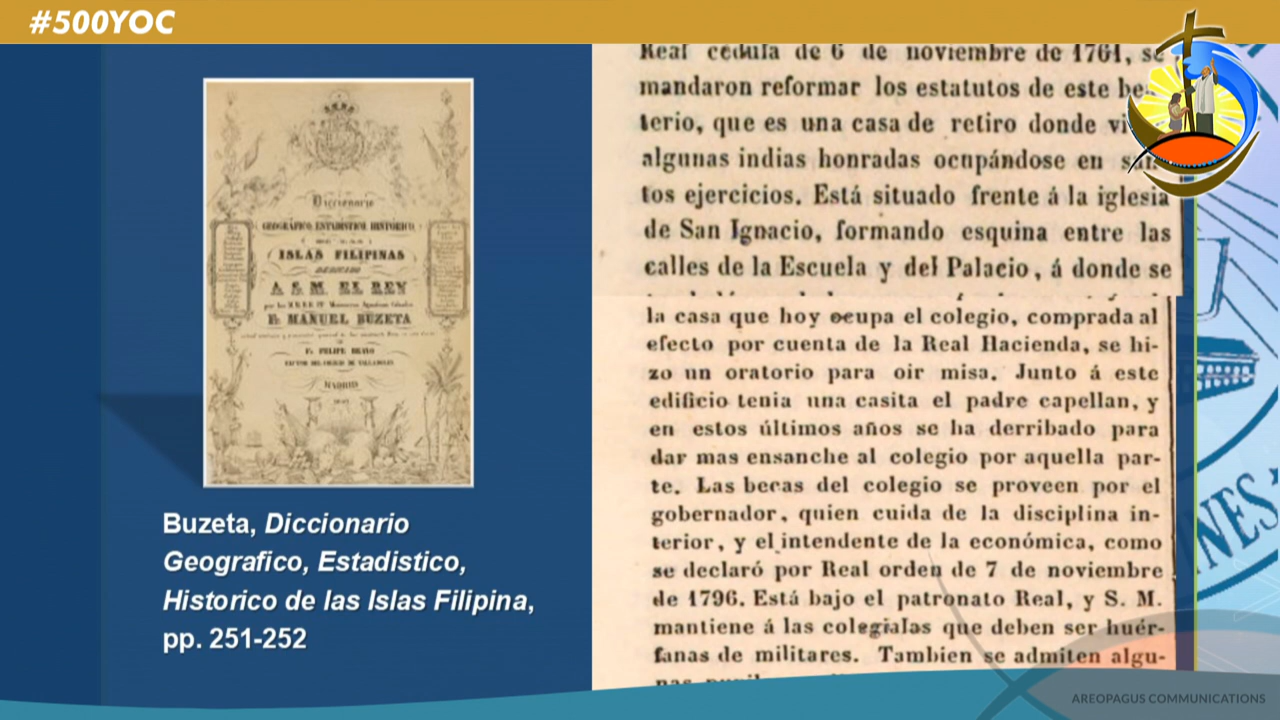 #500YOC
Diccionario
GEOGRÁFICO, ESTADISTICO, HISTÓRICO,
ISLAS FILIPINAS
DEDICADO
A S. M. EL REY
Fr. MANUEL BUZETA
Fr. FELIPE BRAVO
MADRID
Buzeta, Diccionario
Geografico, Estadistico,
Historico de las Islas Filipina,
pp. 251-252
Real cédula de 6 de noviembre de 1761, se
mandaron reformar los estatutos de este
terio, que es una casa de retiro donde
algunas indias honradas ocupándose en
tos ejercicios. Está situado frente á la iglesia
de San Ignacio, formando esquina entre las
calles de la Escuela y del Palacio, á donde se
la casa que hoy ocupa el colegio, comprada al
efecto por cuenta de la Real Hacienda, se hi-
zo un oratorio para oir misa. Junto á este
edificio tenia una casita el padre capellan, y
en estos últimos años se ha derribado para
dar mas ensanche al colegio por aquella par-
te. Las becas del colegio se proveen por el
gobernador, quien cuida de la disciplina in-
terior, y el intendente de la económica, como
se declaró por Real orden de 7 de noviembre
de 1796. Está bajo el patronato Real, y S. M.
mantiene á las colegialas que deben ser huér-
fanas de militares. Tambien se admiten algu-
INES
AREOPAGUS COMMUNICATIONS